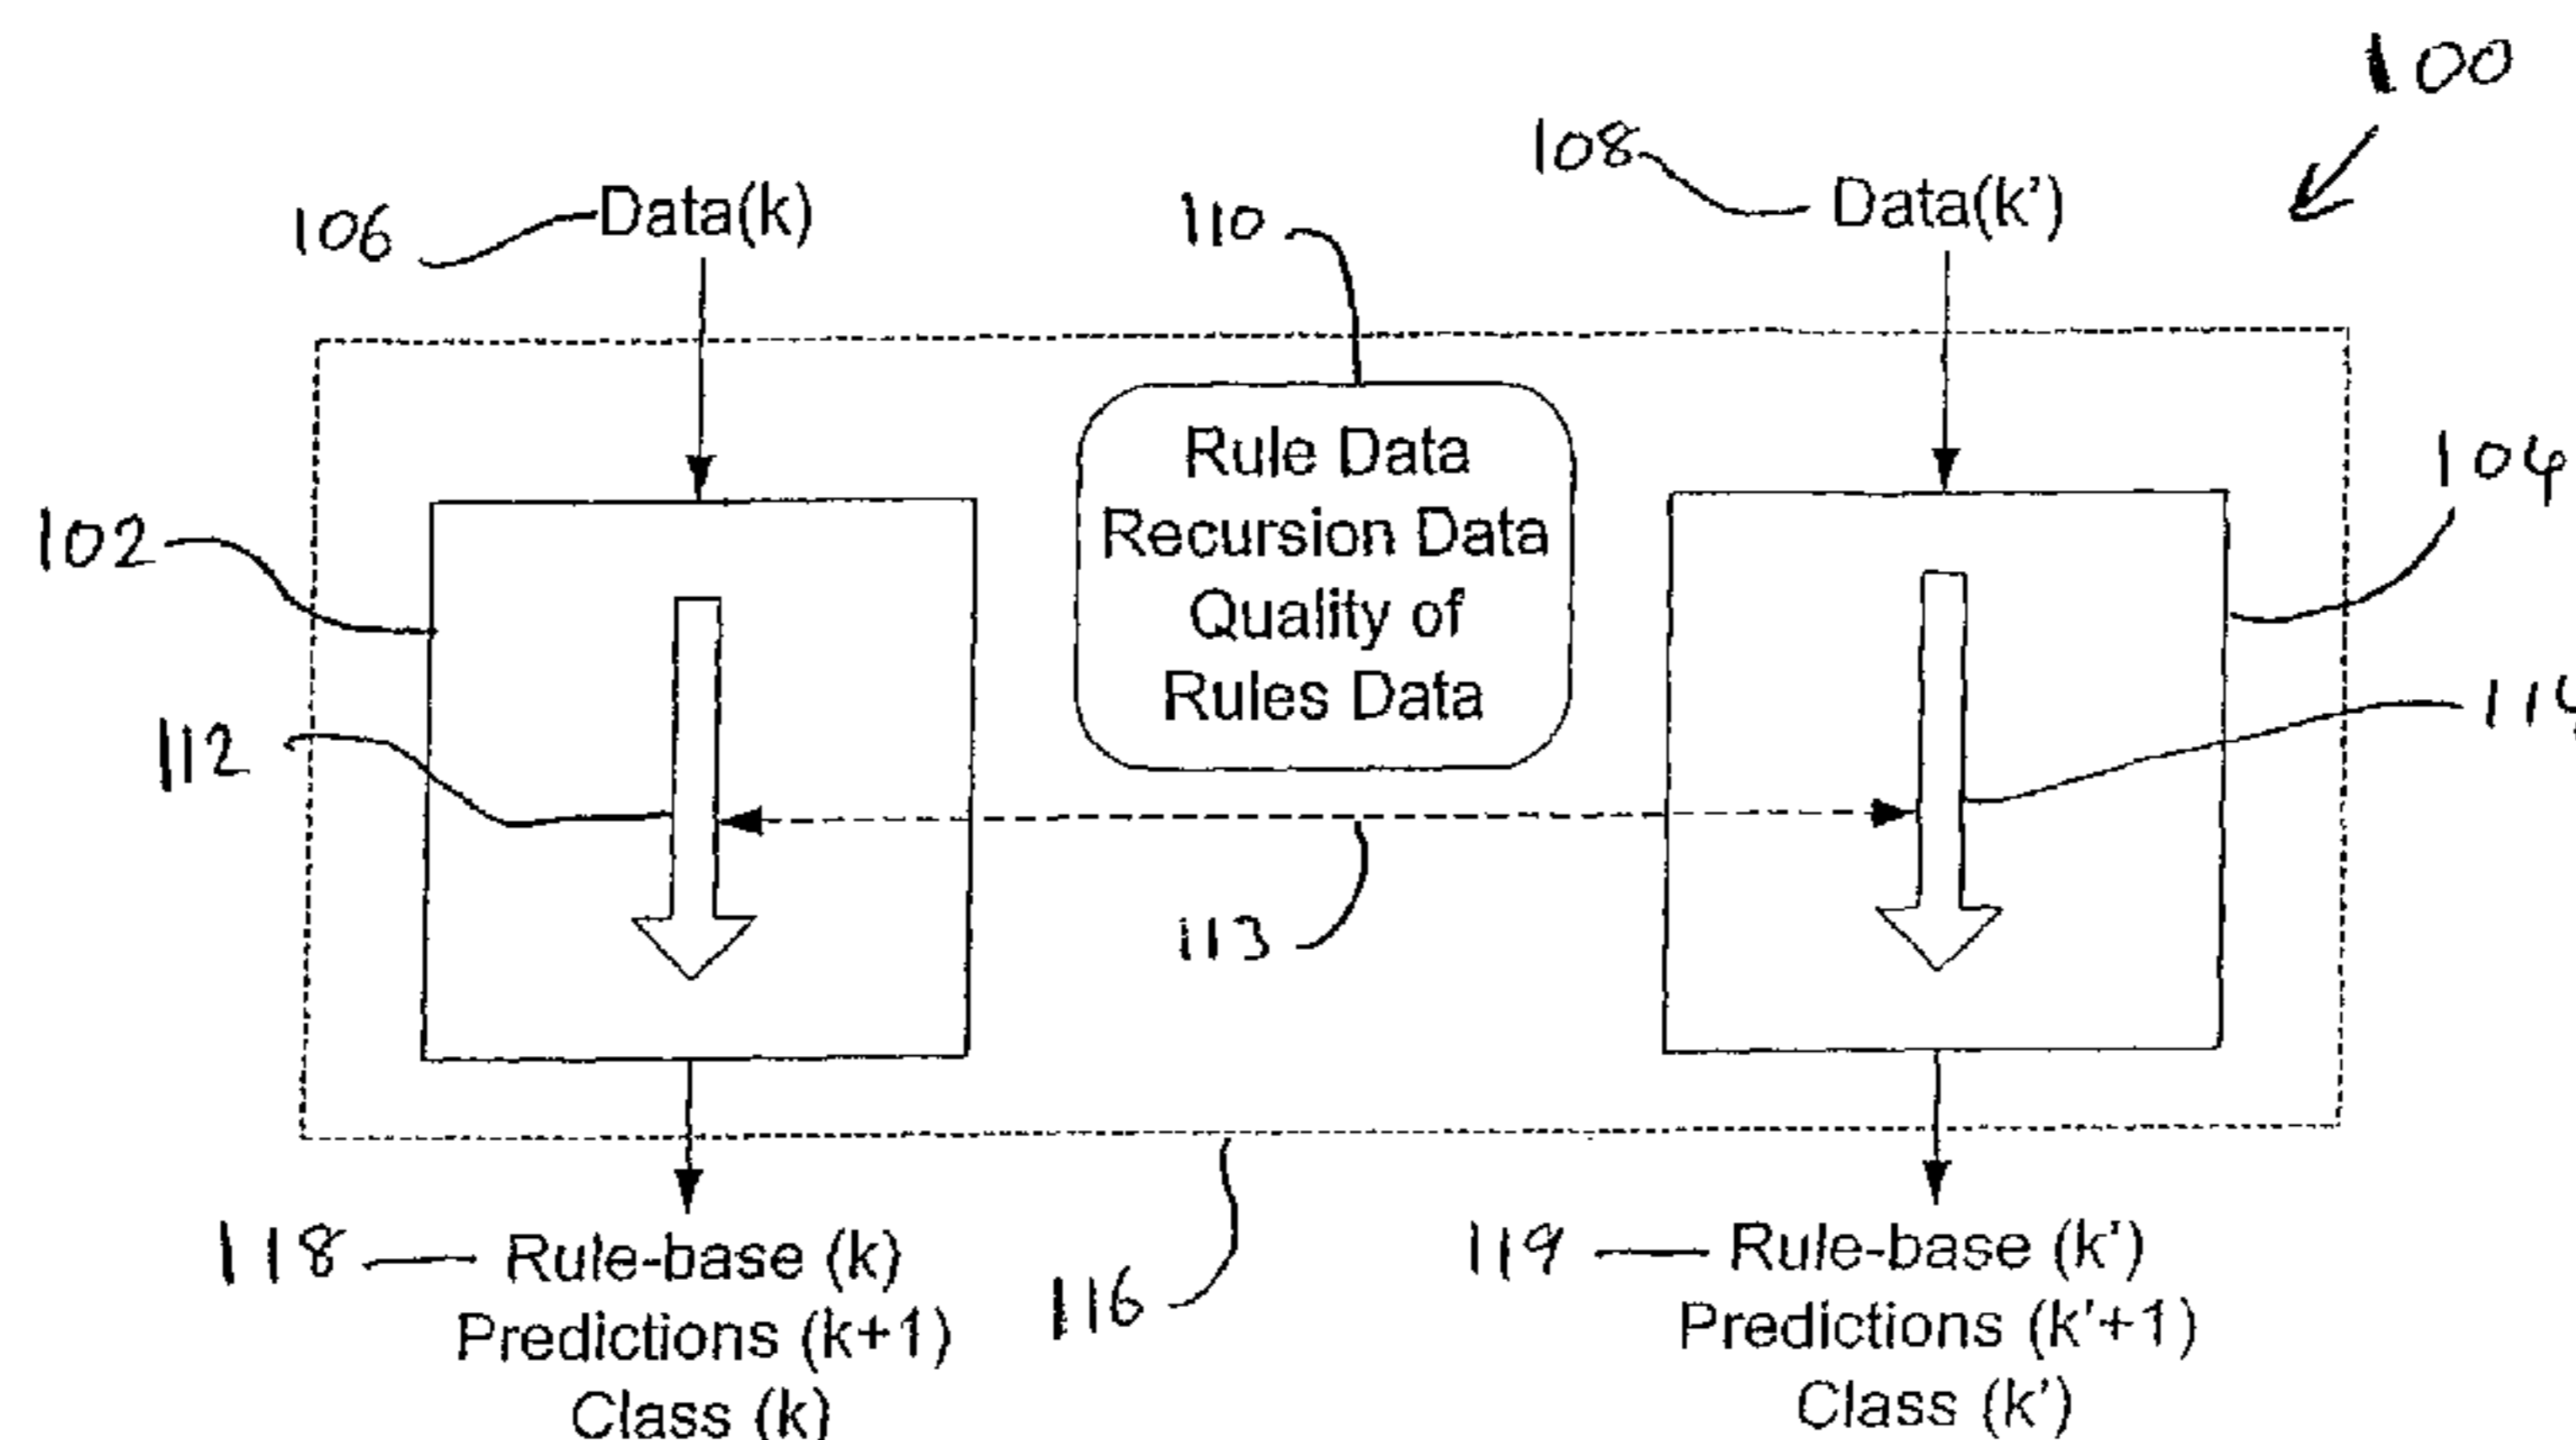 100
108
106 Data(k)
110
Data(k')
Rule Data
Recursion Data
Quality of
Rules Data
102
104
112
114
113
118 Rule-base (k)
Predictions (k+1)
Class (k)
116
119 Rule-base (k')
Predictions (k'+1)
Class (k')